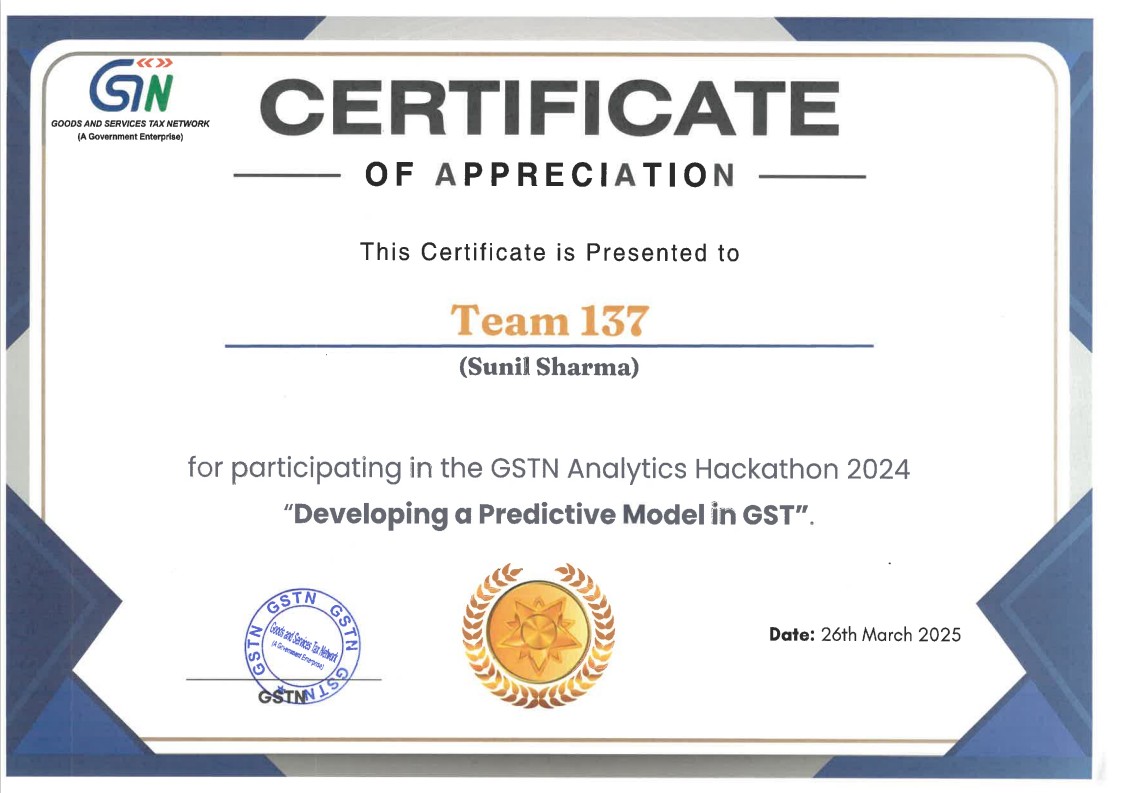 GSTN
GOODS AND SERVICES TAX NETWORK
(A Government Enterprise)
CERTIFICATE
OF APPRECIATION
This Certificate is Presented to
Team 137
(Sunil Sharma)
for participating in the GSTN Analytics Hackathon 2024
“Developing a Predictive Model in GST”.
GSTN GSTN GSTN GSTN
Goods and Services Tax Network
(A Government Enterprise)
GSTN
Date: 26th March 2025